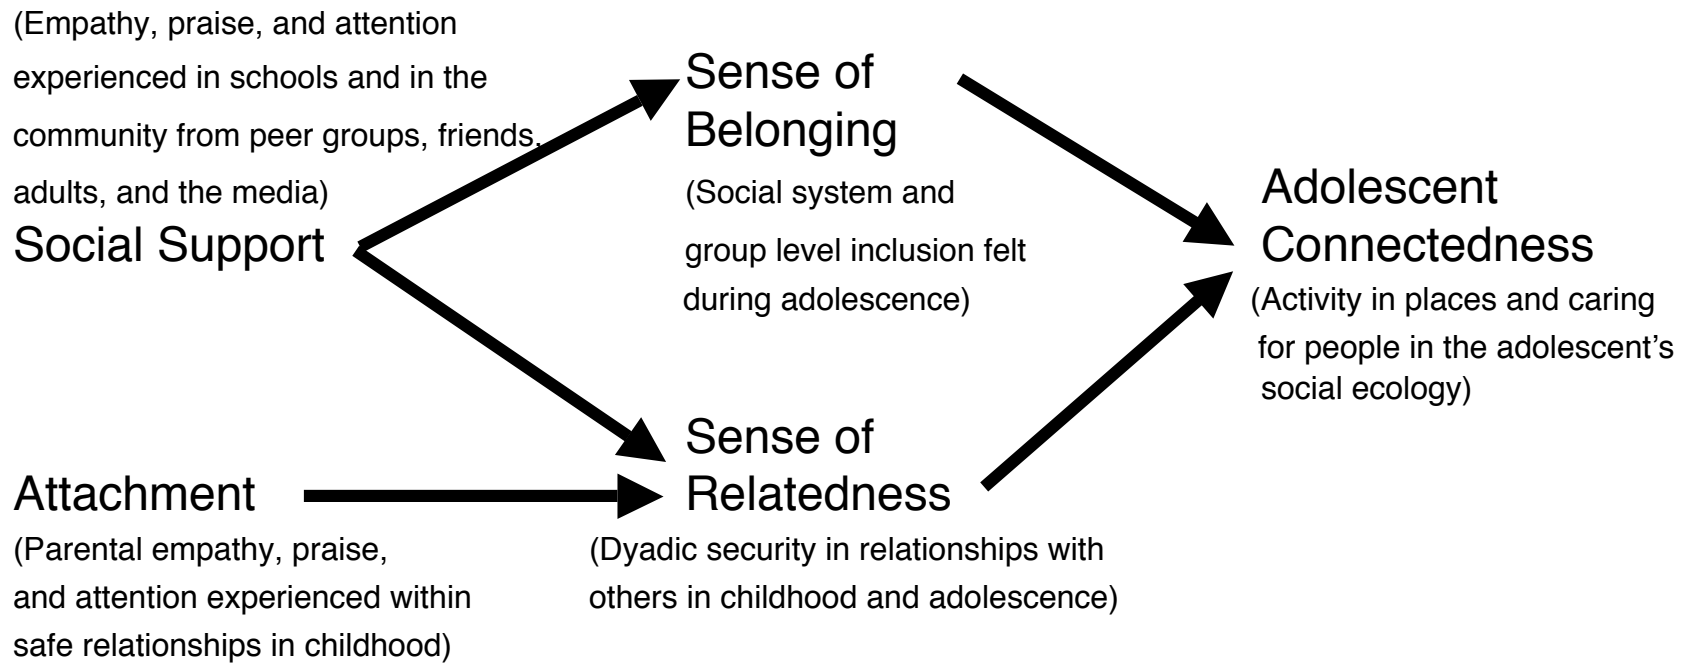 (Empathy, praise, and attention
experienced in schools and in the
community from peer groups, friends,
adults, and the media)
Social Support
Sense of
Belonging
(Social system and
group level inclusion felt
during adolescence)
Adolescent
Connectedness
(Activity in places and caring
for people in the adolescent’s
social ecology)
Attachment
(Parental empathy, praise,
and attention experienced within
safe relationships in childhood)
Sense of
Relatedness
(Dyadic security in relationships with
others in childhood and adolescence)